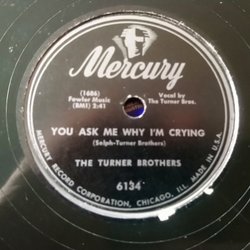 Mercury
(1686)
Fowler Music
(BMI) 2:41
Vocal by
The Turner Bros.
YOU ASK ME WHY I'M CRYING
(Selph-Turner Brothers)
THE TURNER BROTHERS
6134
MERCURY RECORD CORPORATION, CHICAGO, ILL. MADE IN U.S.A.